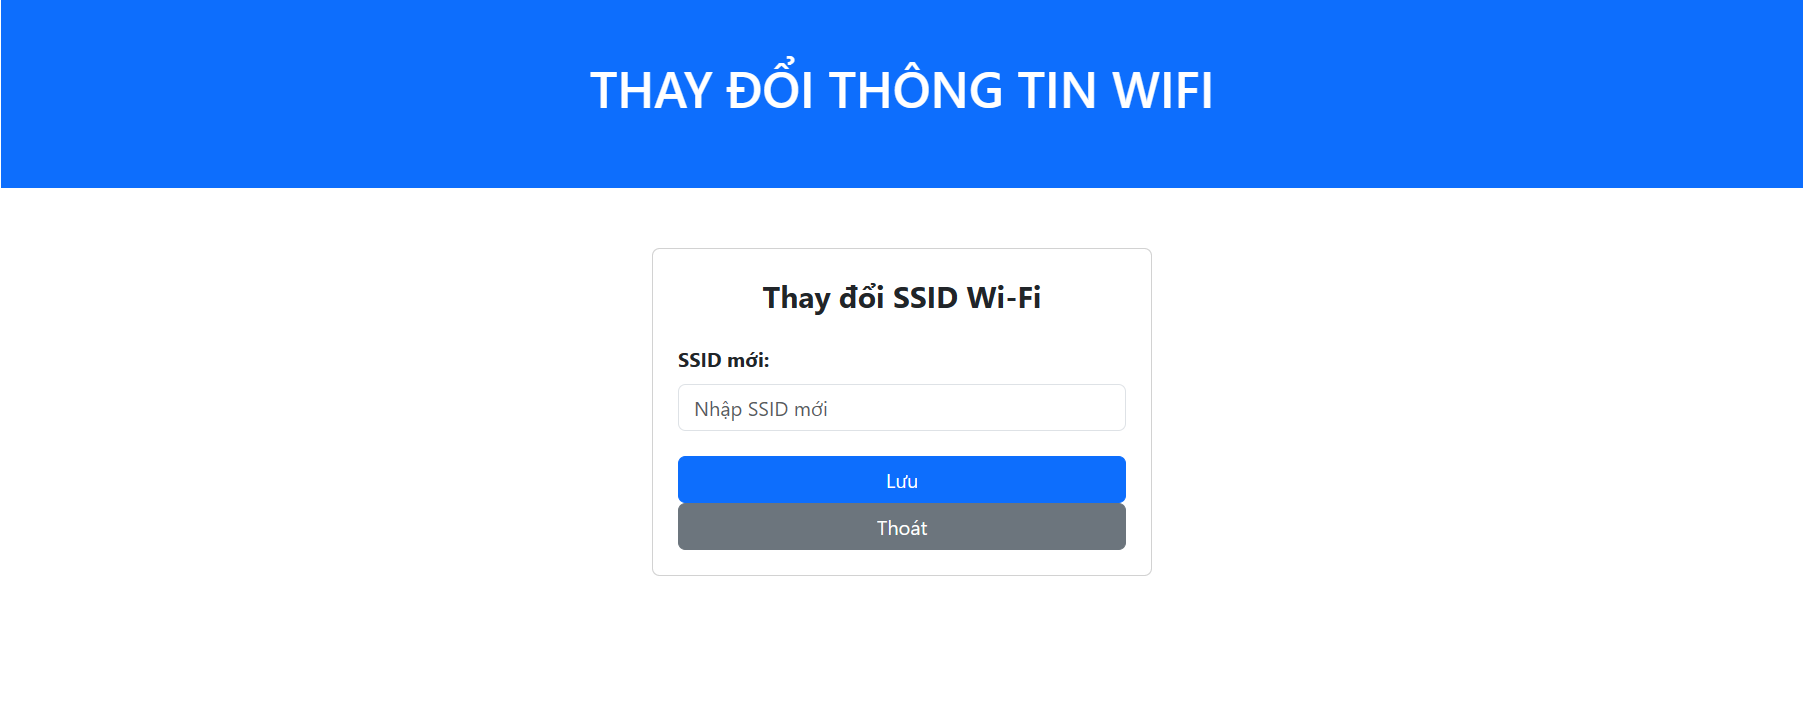 THAY ĐỔI THÔNG TIN WIFI
Thay đổi SSID Wi-Fi
SSID mới:
Nhập SSID mới
Lưu
Thoát